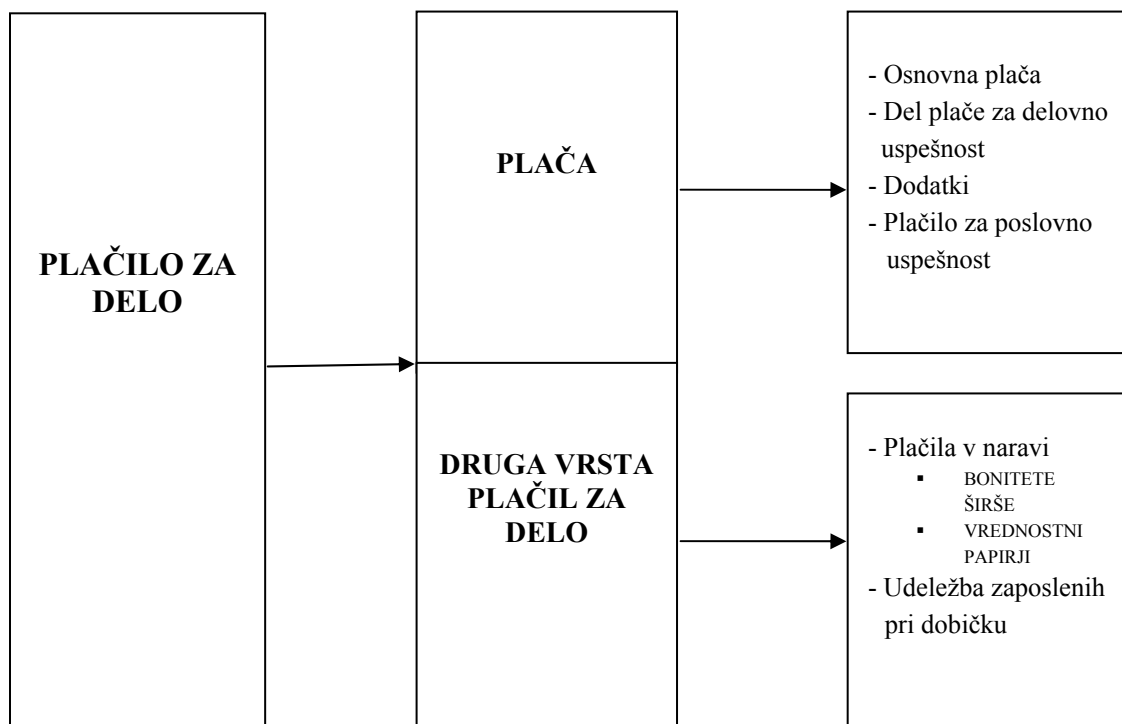 PLAČILO ZA
DELO
PLAČA
DRUGA VRSTA
PLAČIL ZA
DELO
- Osnovna plača
- Del plače za delovno
uspešnost
- Dodatki
- Plačilo za poslovno
uspešnost
- Plačila v naravi
▪ BONITETE
ŠIRŠE
▪ VREDNOSTNI
PAPIRJI
- Udeležba zaposlenih
pri dobičku